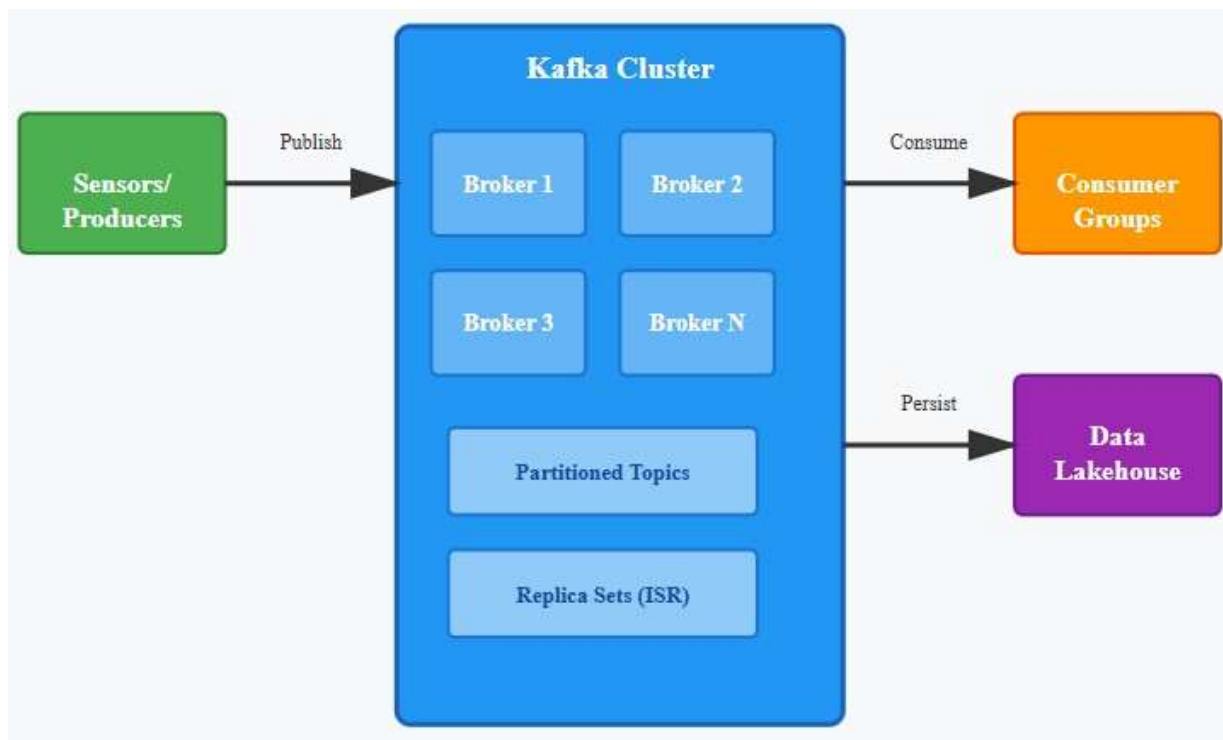 Kafka Cluster
Publish
Consume
Sensors/
Producers
Broker 1
Broker 2
Consumer
Groups
Broker 3
Broker N
Persist
Data
Lakehouse
Partitioned Topics
Replica Sets (ISR)